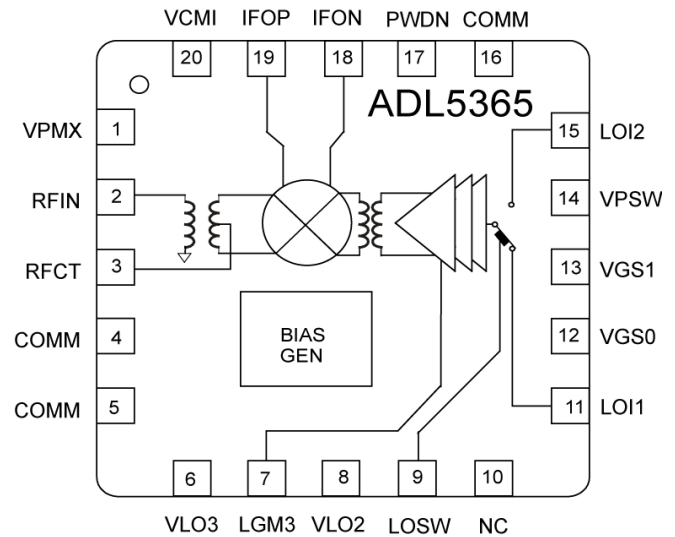 VCMI IFOP IFON PWDN COMM
20 19 18 17 16
ADL5365
VPMX 1 15 LOI2
RFIN 2 14 VPSW
RFCT 3 13 VGS1
COMM 4 12 VGS0
BIAS
GEN
COMM 5 11 LOI1
6 7 8 9 10
VLO3 LGM3 VLO2 LOSW NC